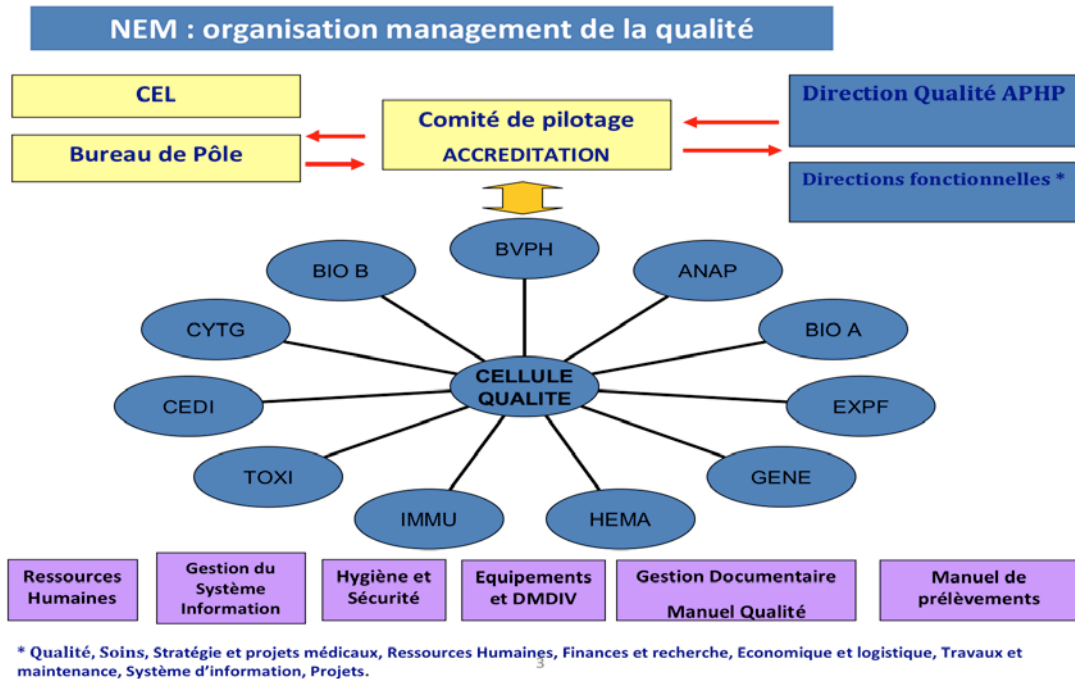 NEM : organisation management de la qualité
CEL
Bureau de Pôle
Comité de pilotage
ACCREDITATION
Direction Qualité APHP
Directions fonctionnelles *
BVPH
BIO B
ANAP
CYTG
BIO A
CELLULE
QUALITE
CEDI
EXPF
TOXI
GENE
IMMU
HEMA
Ressources
Humaines
Gestion du
Système
Information
Hygiène et
Sécurité
Equipements
et DMDIV
Gestion Documentaire
Manuel Qualité
Manuel de
prélèvements
* Qualité, Soins, Stratégie et projets médicaux, Ressources Humaines, Finances et recherche, Economique et logistique, Travaux et
maintenance, Système d'information, Projets.
3